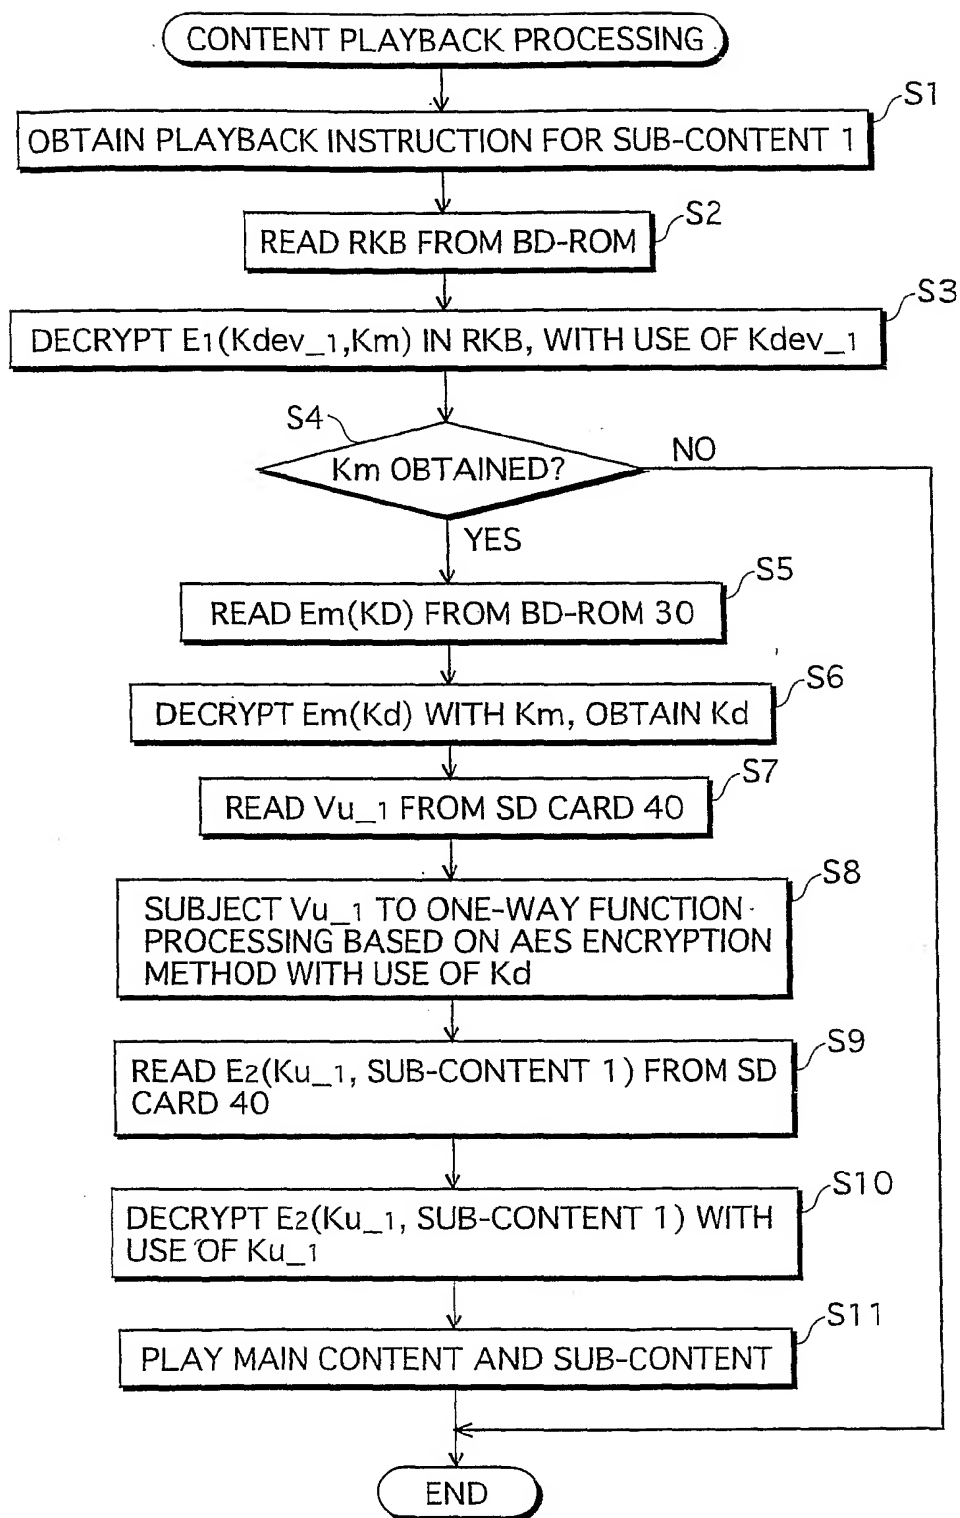 CONTENT PLAYBACK PROCESSING
S1
OBTAIN PLAYBACK INSTRUCTION FOR SUB-CONTENT 1
S2
READ RKB FROM BD-ROM
S3
DECRYPT E1(Kdev_1,Km) IN RKB, WITH USE OF Kdev_1
S4
Km OBTAINED?
NO
YES
S5
READ Em(KD) FROM BD-ROM 30
S6
DECRYPT Em(Kd) WITH Km, OBTAIN Kd
S7
READ Vu_1 FROM SD CARD 40
S8
SUBJECT Vu_1 TO ONE-WAY FUNCTION
PROCESSING BASED ON AES ENCRYPTION
METHOD WITH USE OF Kd
S9
READ E2(Ku_1, SUB-CONTENT 1) FROM SD
CARD 40
S10
DECRYPT E2(Ku_1, SUB-CONTENT 1) WITH
USE OF Ku_1
S11
PLAY MAIN CONTENT AND SUB-CONTENT
END